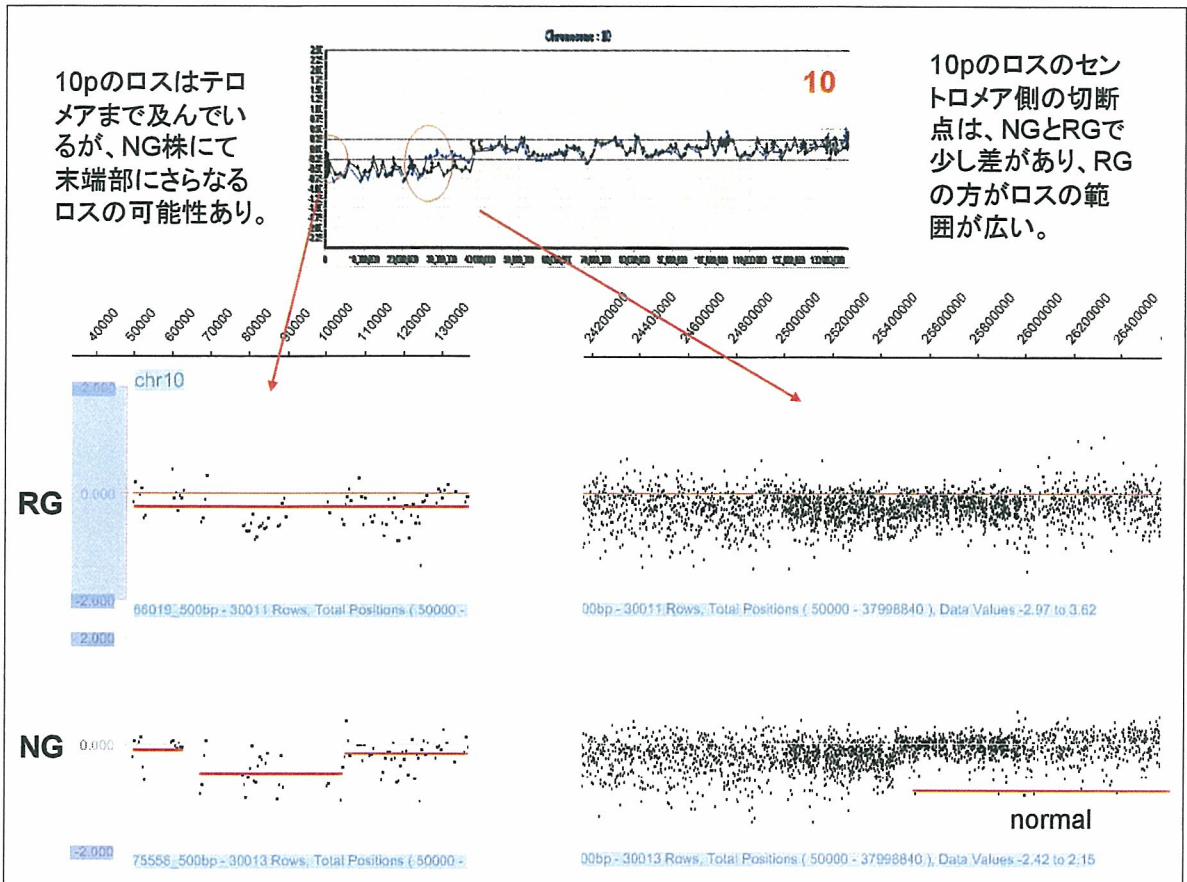 Chromosome : 10
10
10pのロスはテロ
メアまで及んでい
るが、NG株にて
末端部にさらなる
ロスの可能性あり。
10pのロスのセン
トロメア側の切断
点は、NGとRGで
少し差があり、RG
の方がロスの範
囲が広い。
40000 50000 60000 70000 80000 90000 100000 110000 120000 130000
24200000 24400000 24600000 24800000 25000000 25200000 25400000 25600000 25800000 26000000 26200000 26400000
chr10
2.000
RG
0.000
-2.000
66019_500bp - 30011 Rows, Total Positions ( 50000 -
00bp - 30011 Rows, Total Positions ( 50000 - 37998840 ), Data Values -2.97 to 3.62
2.000
NG
0.000
normal
-2.000
75558_500bp - 30013 Rows, Total Positions ( 50000 -
00bp - 30013 Rows, Total Positions ( 50000 - 37998840 ), Data Values -2.42 to 2.15